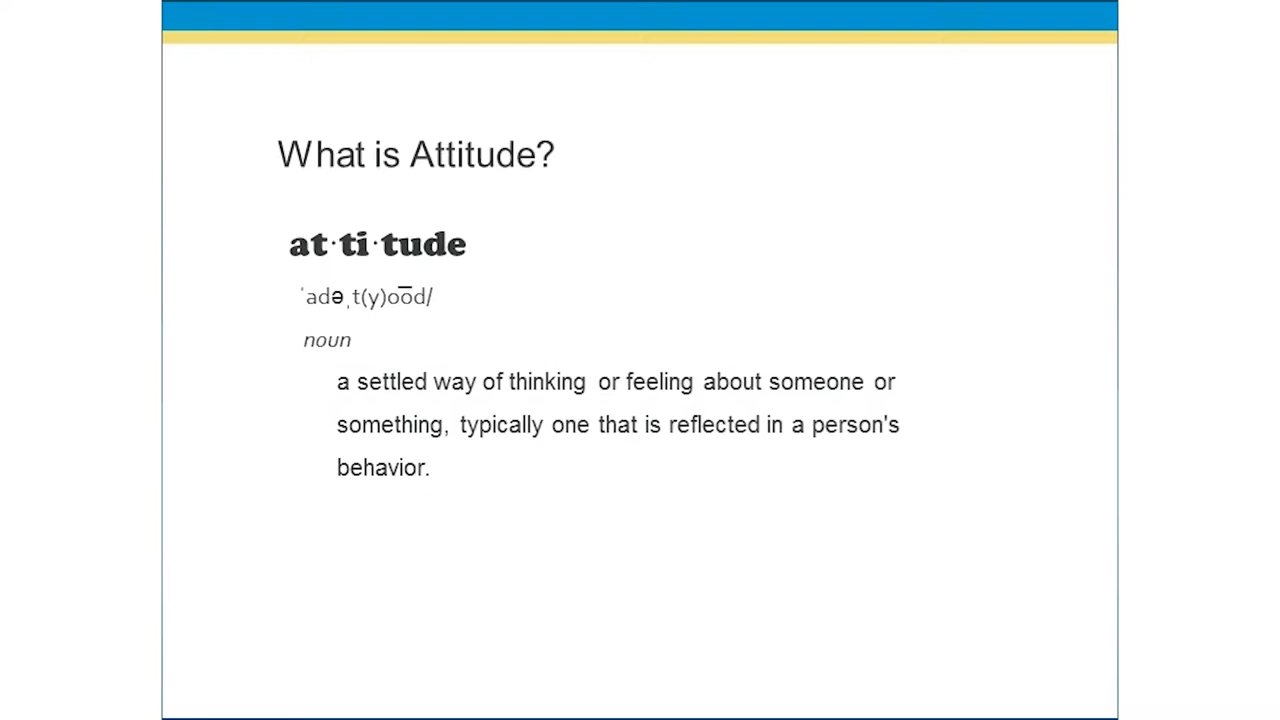 What is Attitude?
at·ti·tude
ˈadəˌt(y)o͞od/
noun
a settled way of thinking or feeling about someone or
something, typically one that is reflected in a person's
behavior.